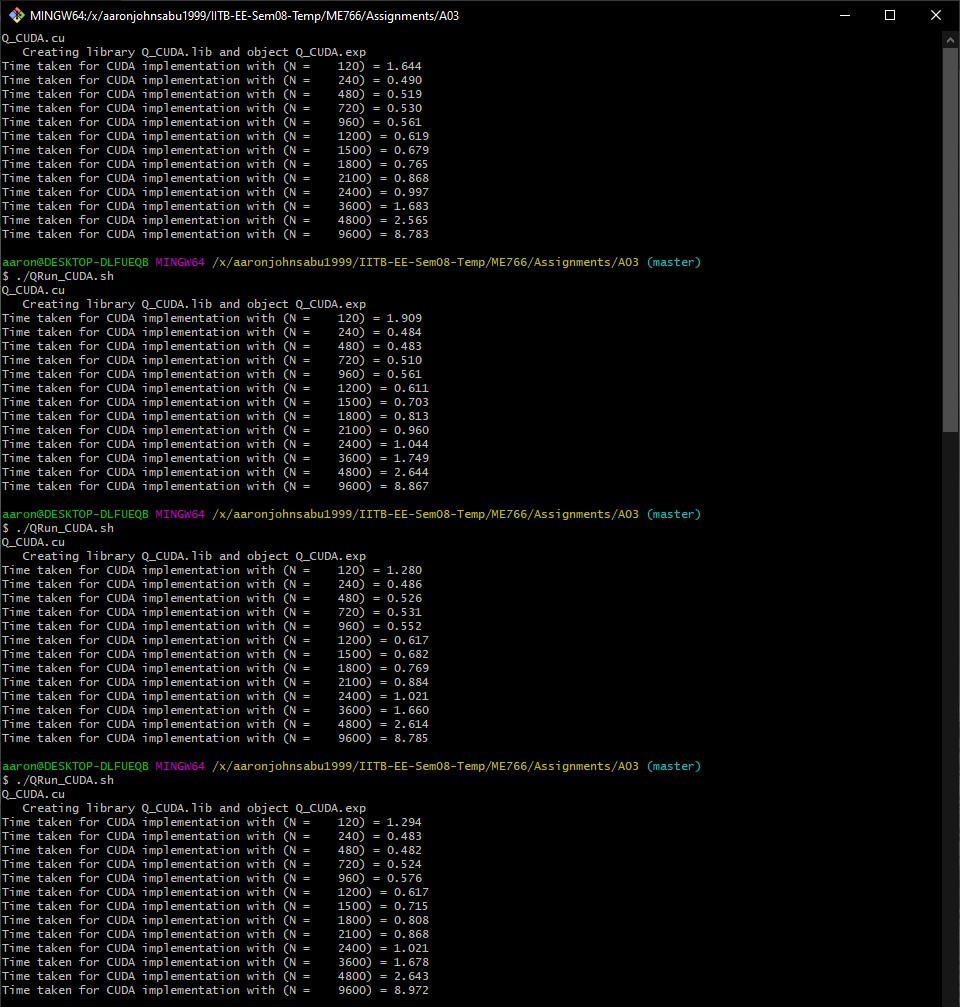 MINGW64:/x/aaronjohnsabu1999/IITB-EE-Sem08-Temp/ME766/Assignments/A03
Q_CUDA.cu
   Creating library Q_CUDA.lib and object Q_CUDA.exp
Time taken for CUDA implementation with (N =    120) = 1.644
Time taken for CUDA implementation with (N =    240) = 0.490
Time taken for CUDA implementation with (N =    480) = 0.519
Time taken for CUDA implementation with (N =    720) = 0.530
Time taken for CUDA implementation with (N =    960) = 0.561
Time taken for CUDA implementation with (N =    1200) = 0.619
Time taken for CUDA implementation with (N =    1500) = 0.679
Time taken for CUDA implementation with (N =    1800) = 0.765
Time taken for CUDA implementation with (N =    2100) = 0.868
Time taken for CUDA implementation with (N =    2400) = 0.997
Time taken for CUDA implementation with (N =    3600) = 1.683
Time taken for CUDA implementation with (N =    4800) = 2.565
Time taken for CUDA implementation with (N =    9600) = 8.783
aaron@DESKTOP-DLFUEQB MINGW64 /x/aaronjohnsabu1999/IITB-EE-Sem08-Temp/ME766/Assignments/A03 (master)
$ ./QRun_CUDA.sh
Q_CUDA.cu
   Creating library Q_CUDA.lib and object Q_CUDA.exp
Time taken for CUDA implementation with (N =    120) = 1.909
Time taken for CUDA implementation with (N =    240) = 0.484
Time taken for CUDA implementation with (N =    480) = 0.483
Time taken for CUDA implementation with (N =    720) = 0.510
Time taken for CUDA implementation with (N =    960) = 0.561
Time taken for CUDA implementation with (N =    1200) = 0.611
Time taken for CUDA implementation with (N =    1500) = 0.703
Time taken for CUDA implementation with (N =    1800) = 0.813
Time taken for CUDA implementation with (N =    2100) = 0.960
Time taken for CUDA implementation with (N =    2400) = 1.044
Time taken for CUDA implementation with (N =    3600) = 1.749
Time taken for CUDA implementation with (N =    4800) = 2.644
Time taken for CUDA implementation with (N =    9600) = 8.867
aaron@DESKTOP-DLFUEQB MINGW64 /x/aaronjohnsabu1999/IITB-EE-Sem08-Temp/ME766/Assignments/A03 (master)
$ ./QRun_CUDA.sh
Q_CUDA.cu
   Creating library Q_CUDA.lib and object Q_CUDA.exp
Time taken for CUDA implementation with (N =    120) = 1.280
Time taken for CUDA implementation with (N =    240) = 0.486
Time taken for CUDA implementation with (N =    480) = 0.526
Time taken for CUDA implementation with (N =    720) = 0.531
Time taken for CUDA implementation with (N =    960) = 0.552
Time taken for CUDA implementation with (N =    1200) = 0.617
Time taken for CUDA implementation with (N =    1500) = 0.682
Time taken for CUDA implementation with (N =    1800) = 0.769
Time taken for CUDA implementation with (N =    2100) = 0.884
Time taken for CUDA implementation with (N =    2400) = 1.021
Time taken for CUDA implementation with (N =    3600) = 1.660
Time taken for CUDA implementation with (N =    4800) = 2.614
Time taken for CUDA implementation with (N =    9600) = 8.785
aaron@DESKTOP-DLFUEQB MINGW64 /x/aaronjohnsabu1999/IITB-EE-Sem08-Temp/ME766/Assignments/A03 (master)
$ ./QRun_CUDA.sh
Q_CUDA.cu
   Creating library Q_CUDA.lib and object Q_CUDA.exp
Time taken for CUDA implementation with (N =    120) = 1.294
Time taken for CUDA implementation with (N =    240) = 0.483
Time taken for CUDA implementation with (N =    480) = 0.482
Time taken for CUDA implementation with (N =    720) = 0.524
Time taken for CUDA implementation with (N =    960) = 0.576
Time taken for CUDA implementation with (N =    1200) = 0.617
Time taken for CUDA implementation with (N =    1500) = 0.715
Time taken for CUDA implementation with (N =    1800) = 0.808
Time taken for CUDA implementation with (N =    2100) = 0.868
Time taken for CUDA implementation with (N =    2400) = 1.021
Time taken for CUDA implementation with (N =    3600) = 1.678
Time taken for CUDA implementation with (N =    4800) = 2.643
Time taken for CUDA implementation with (N =    9600) = 8.972